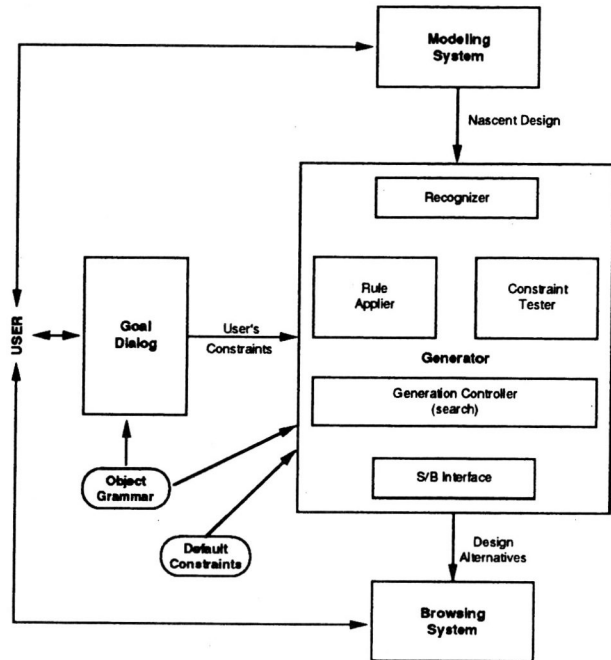 Modeling
System
Nascent Design
Recognizer
Rule
Applier
Constraint
Tester
USER
Goal
Dialog
User's
Constraints
Generator
Generation Controller
(search)
Object
Grammar
S/B Interface
Default
Constraints
Design
Alternatives
Browsing
System